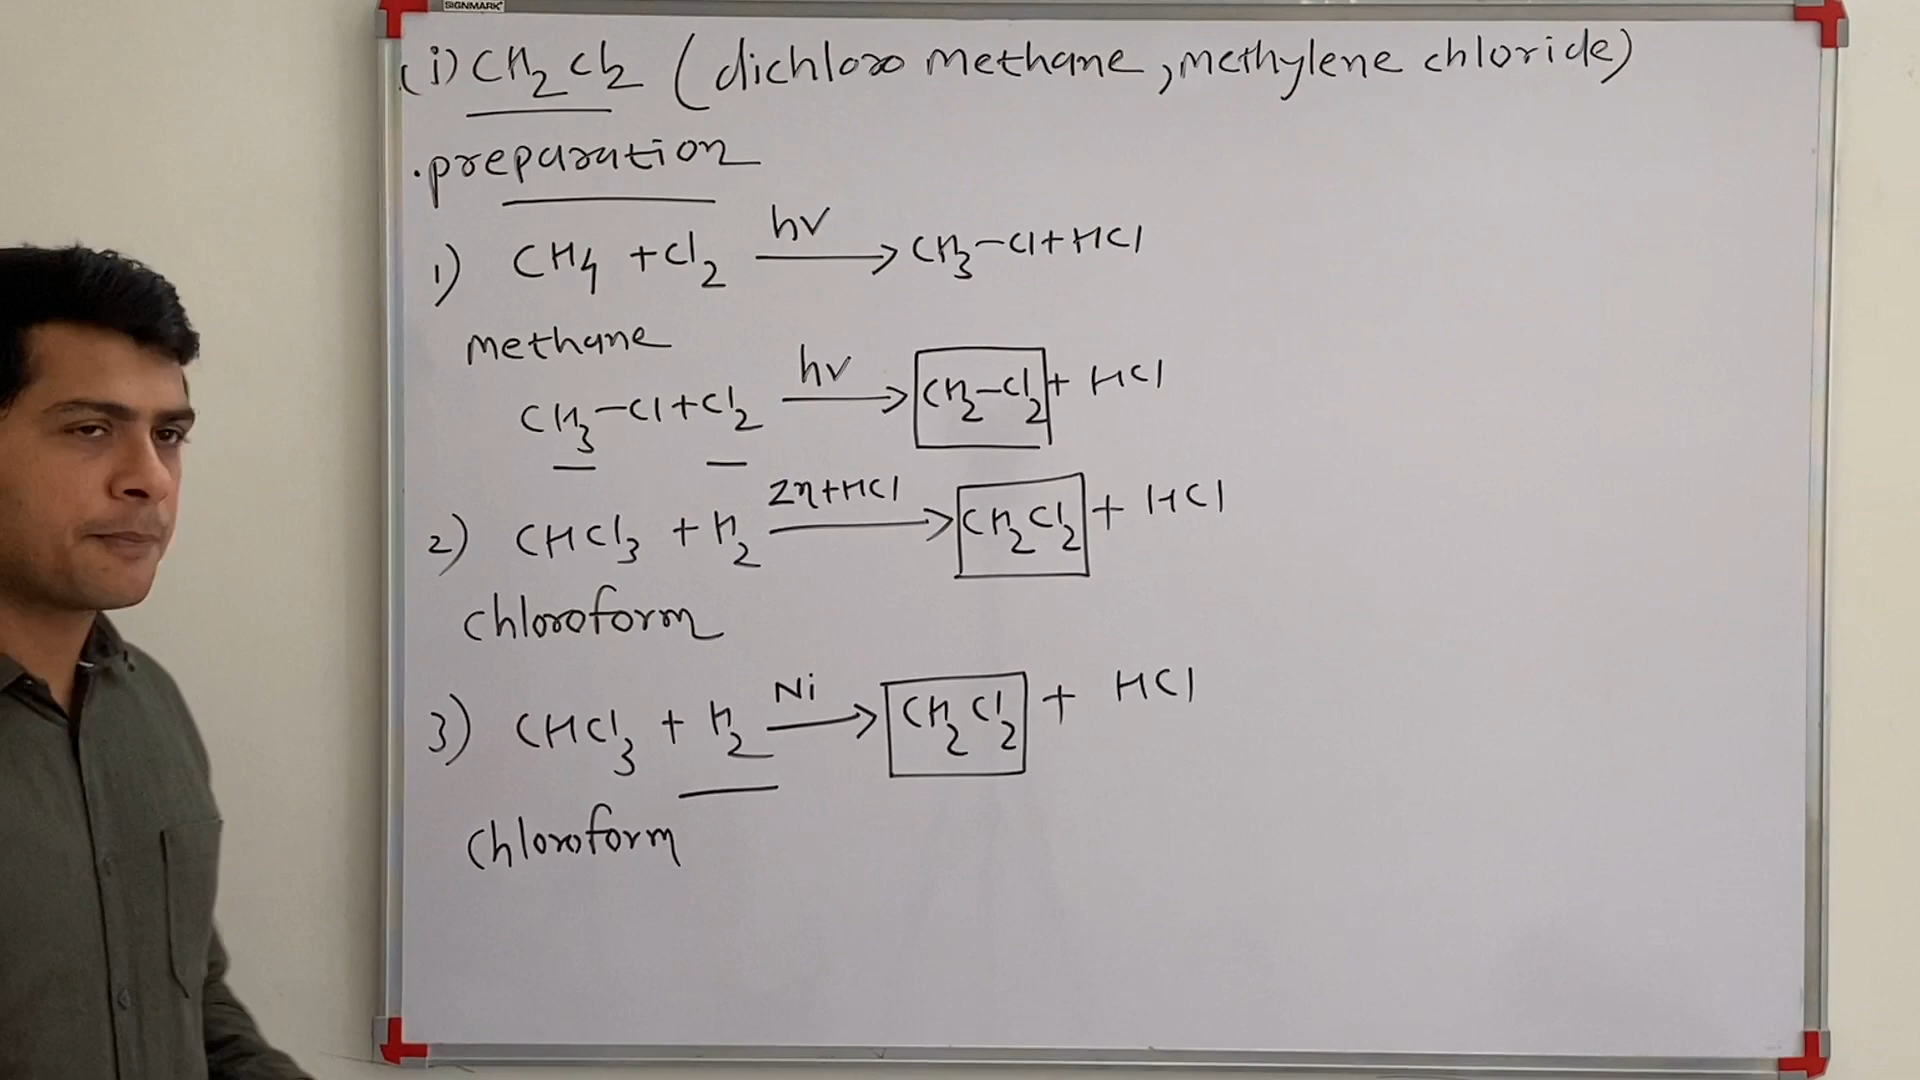 SIGNMARK
(i) CH₂Cl₂ (dichloro methane, methylene chloride)
.preparation
1) CH₄ + Cl₂ hν → CH₃–Cl + HCl
methane
CH₃–Cl + Cl₂ hν → CH₂–Cl₂ + HCl
2) CHCl₃ + H₂ Zn+HCl → CH₂Cl₂ + HCl
chloroform
3) CHCl₃ + H₂ Ni → CH₂Cl₂ + HCl
chloroform